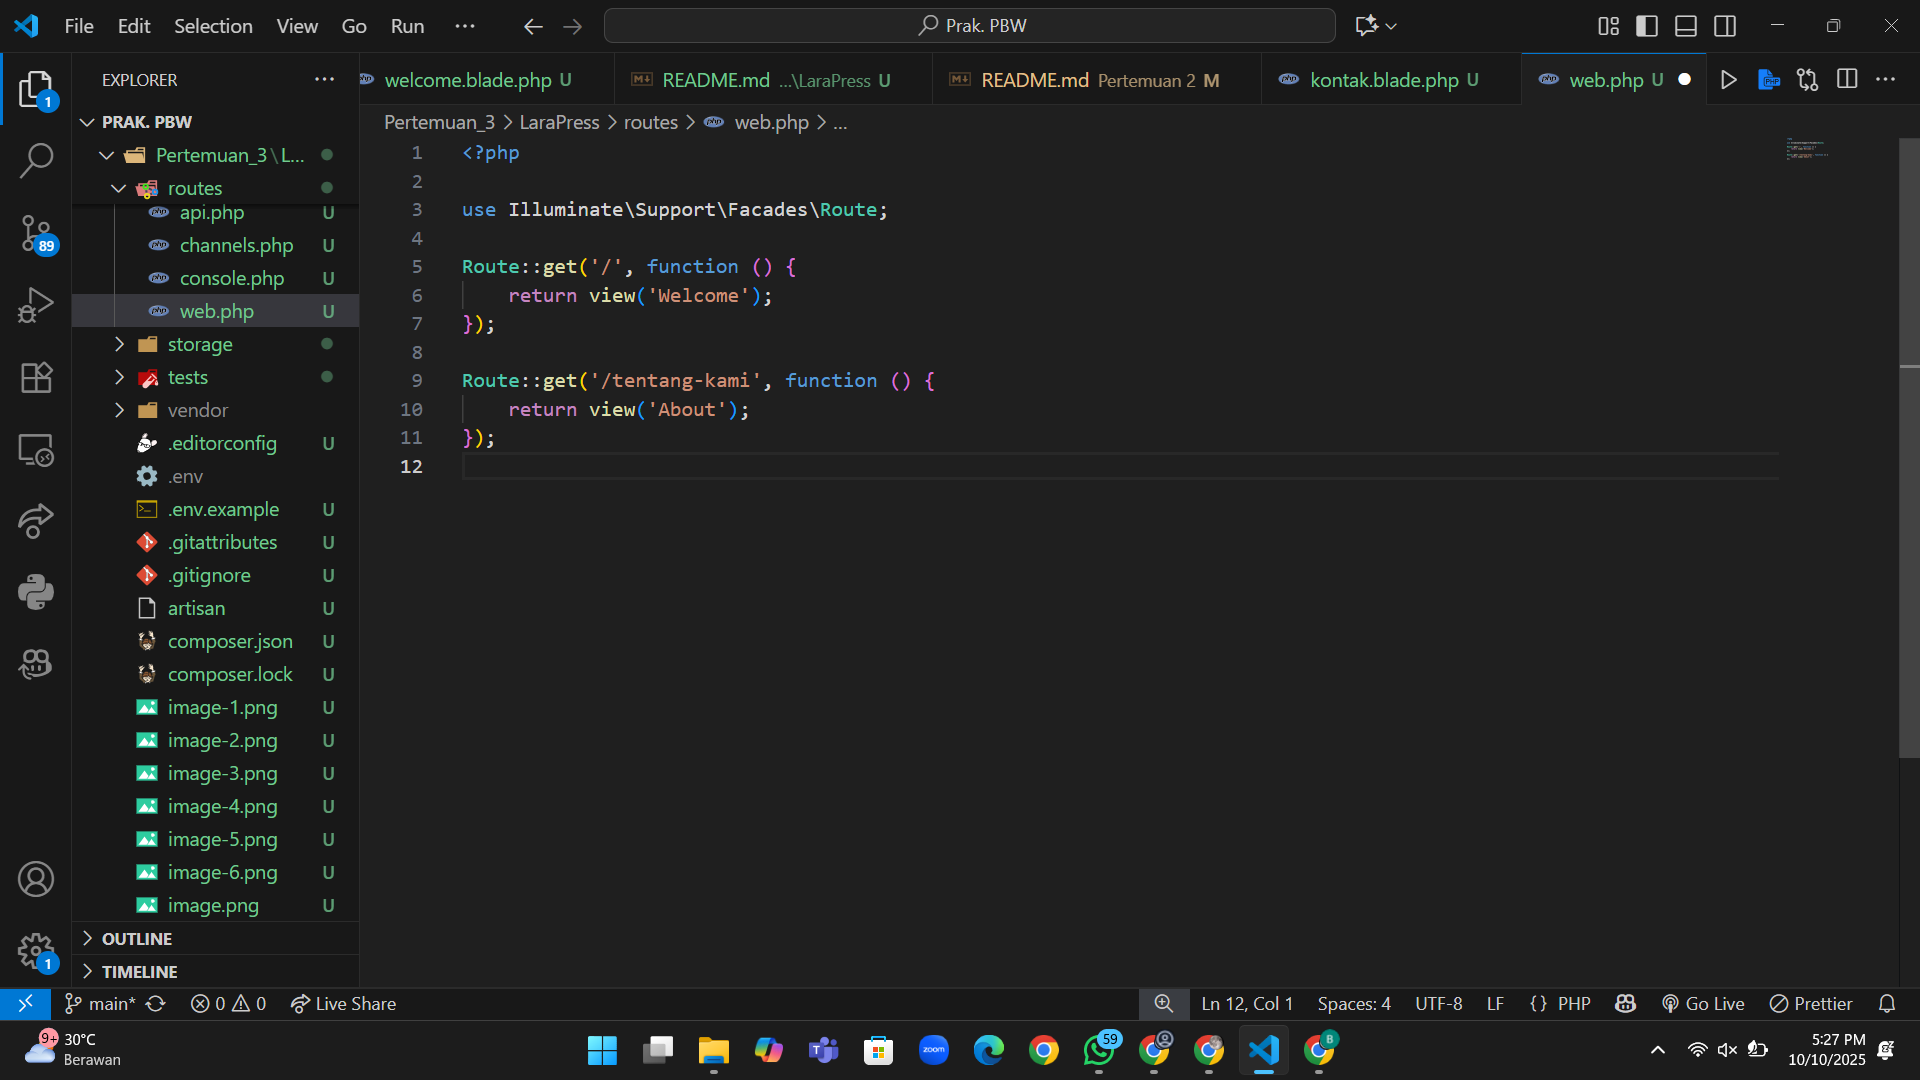 File Edit Selection View Go Run ... Prak. PBW
EXPLORER ...
welcome.blade.php U README.md ...\LaraPress U README.md Pertemuan 2 M kontak.blade.php U web.php U
PRAK. PBW
Pertemuan_3 > LaraPress > routes > web.php > ...
Pertemuan_3\L...
routes
api.php U
channels.php U
console.php U
web.php U
storage
tests
vendor
.editorconfig U
.env
.env.example U
.gitattributes U
.gitignore U
artisan U
composer.json U
composer.lock U
image-1.png U
image-2.png U
image-3.png U
image-4.png U
image-5.png U
image-6.png U
image.png U
OUTLINE
TIMELINE
1
89
1
1 <?php
2
3 use Illuminate\Support\Facades\Route;
4
5 Route::get('/', function () {
6     return view('Welcome');
7 });
8
9 Route::get('/tentang-kami', function () {
10     return view('About');
11 });
12
main* 0 0 Live Share Ln 12, Col 1 Spaces: 4 UTF-8 LF {} PHP Go Live Prettier
9+ 30°C
Berawan
zoom
59
B
5:27 PM
10/10/2025